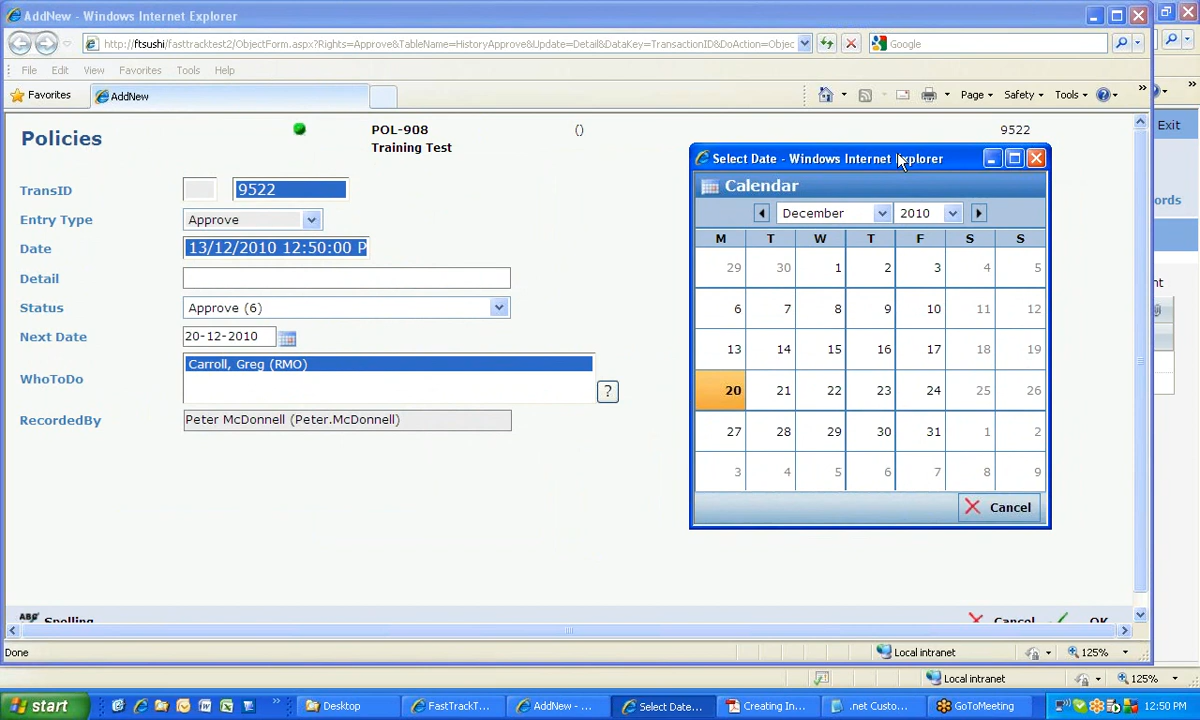 AddNew - Windows Internet Explorer
http://ftsushi/fasttracktest2/ObjectForm.aspx?Rights=Approve&TableName=HistoryApprove&Update=Detail&DataKey=TransactionID&DoAction=Objec
Google
File Edit View Favorites Tools Help
Favorites AddNew
Page Safety Tools »
»
Exit
Policies
POL-908 () 9522
Training Test
TransID 9522
Entry Type Approve
Date 13/12/2010 12:50:00 P
Detail
Status Approve (6)
Next Date 20-12-2010
WhoToDo Carroll, Greg (RMO)
?
RecordedBy Peter McDonnell (Peter.McDonnell)
Select Date - Windows Internet Explorer
Calendar
December 2010
M T W T F S S
29 30 1 2 3 4 5
6 7 8 9 10 11 12
13 14 15 16 17 18 19
20 21 22 23 24 25 26
27 28 29 30 31 1 2
3 4 5 6 7 8 9
Cancel
ords
nt
ABC Spelling
Cancel OK
Done Local intranet 125%
Local intranet 125%
start » Desktop FastTrackT... AddNew - ... Select Date... Creating In... .net Custo... GoToMeeting 12:50 PM